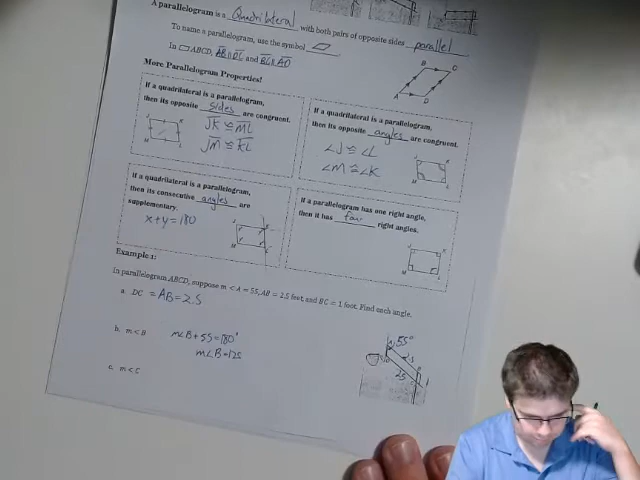 A parallelogram is a Quadrilateral with both pairs of opposite sides parallel
To name a parallelogram, use the symbol ▱
In ▱ABCD, AB∥DC and BC∥AD
B C
A D
More Parallelogram Properties!
If a quadrilateral is a parallelogram,
then its opposite sides are congruent.
JK ≅ ML
JM ≅ KL
J K
M L
If a quadrilateral is a parallelogram,
then its opposite angles are congruent.
∠J ≅ ∠L
∠M ≅ ∠K
J K
M L
If a quadrilateral is a parallelogram,
then its consecutive angles are
supplementary.
x+y=180
J K
M L
If a parallelogram has one right angle,
then it has four right angles.
J K
M L
Example 1:
In parallelogram ABCD, suppose m < A = 55, AB = 2.5 feet, and BC = 1 foot. Find each angle.
a. DC = AB = 2.5
b. m < B m∠B + 55 = 180°
m∠B = 125
c. m < C
55°
2.5